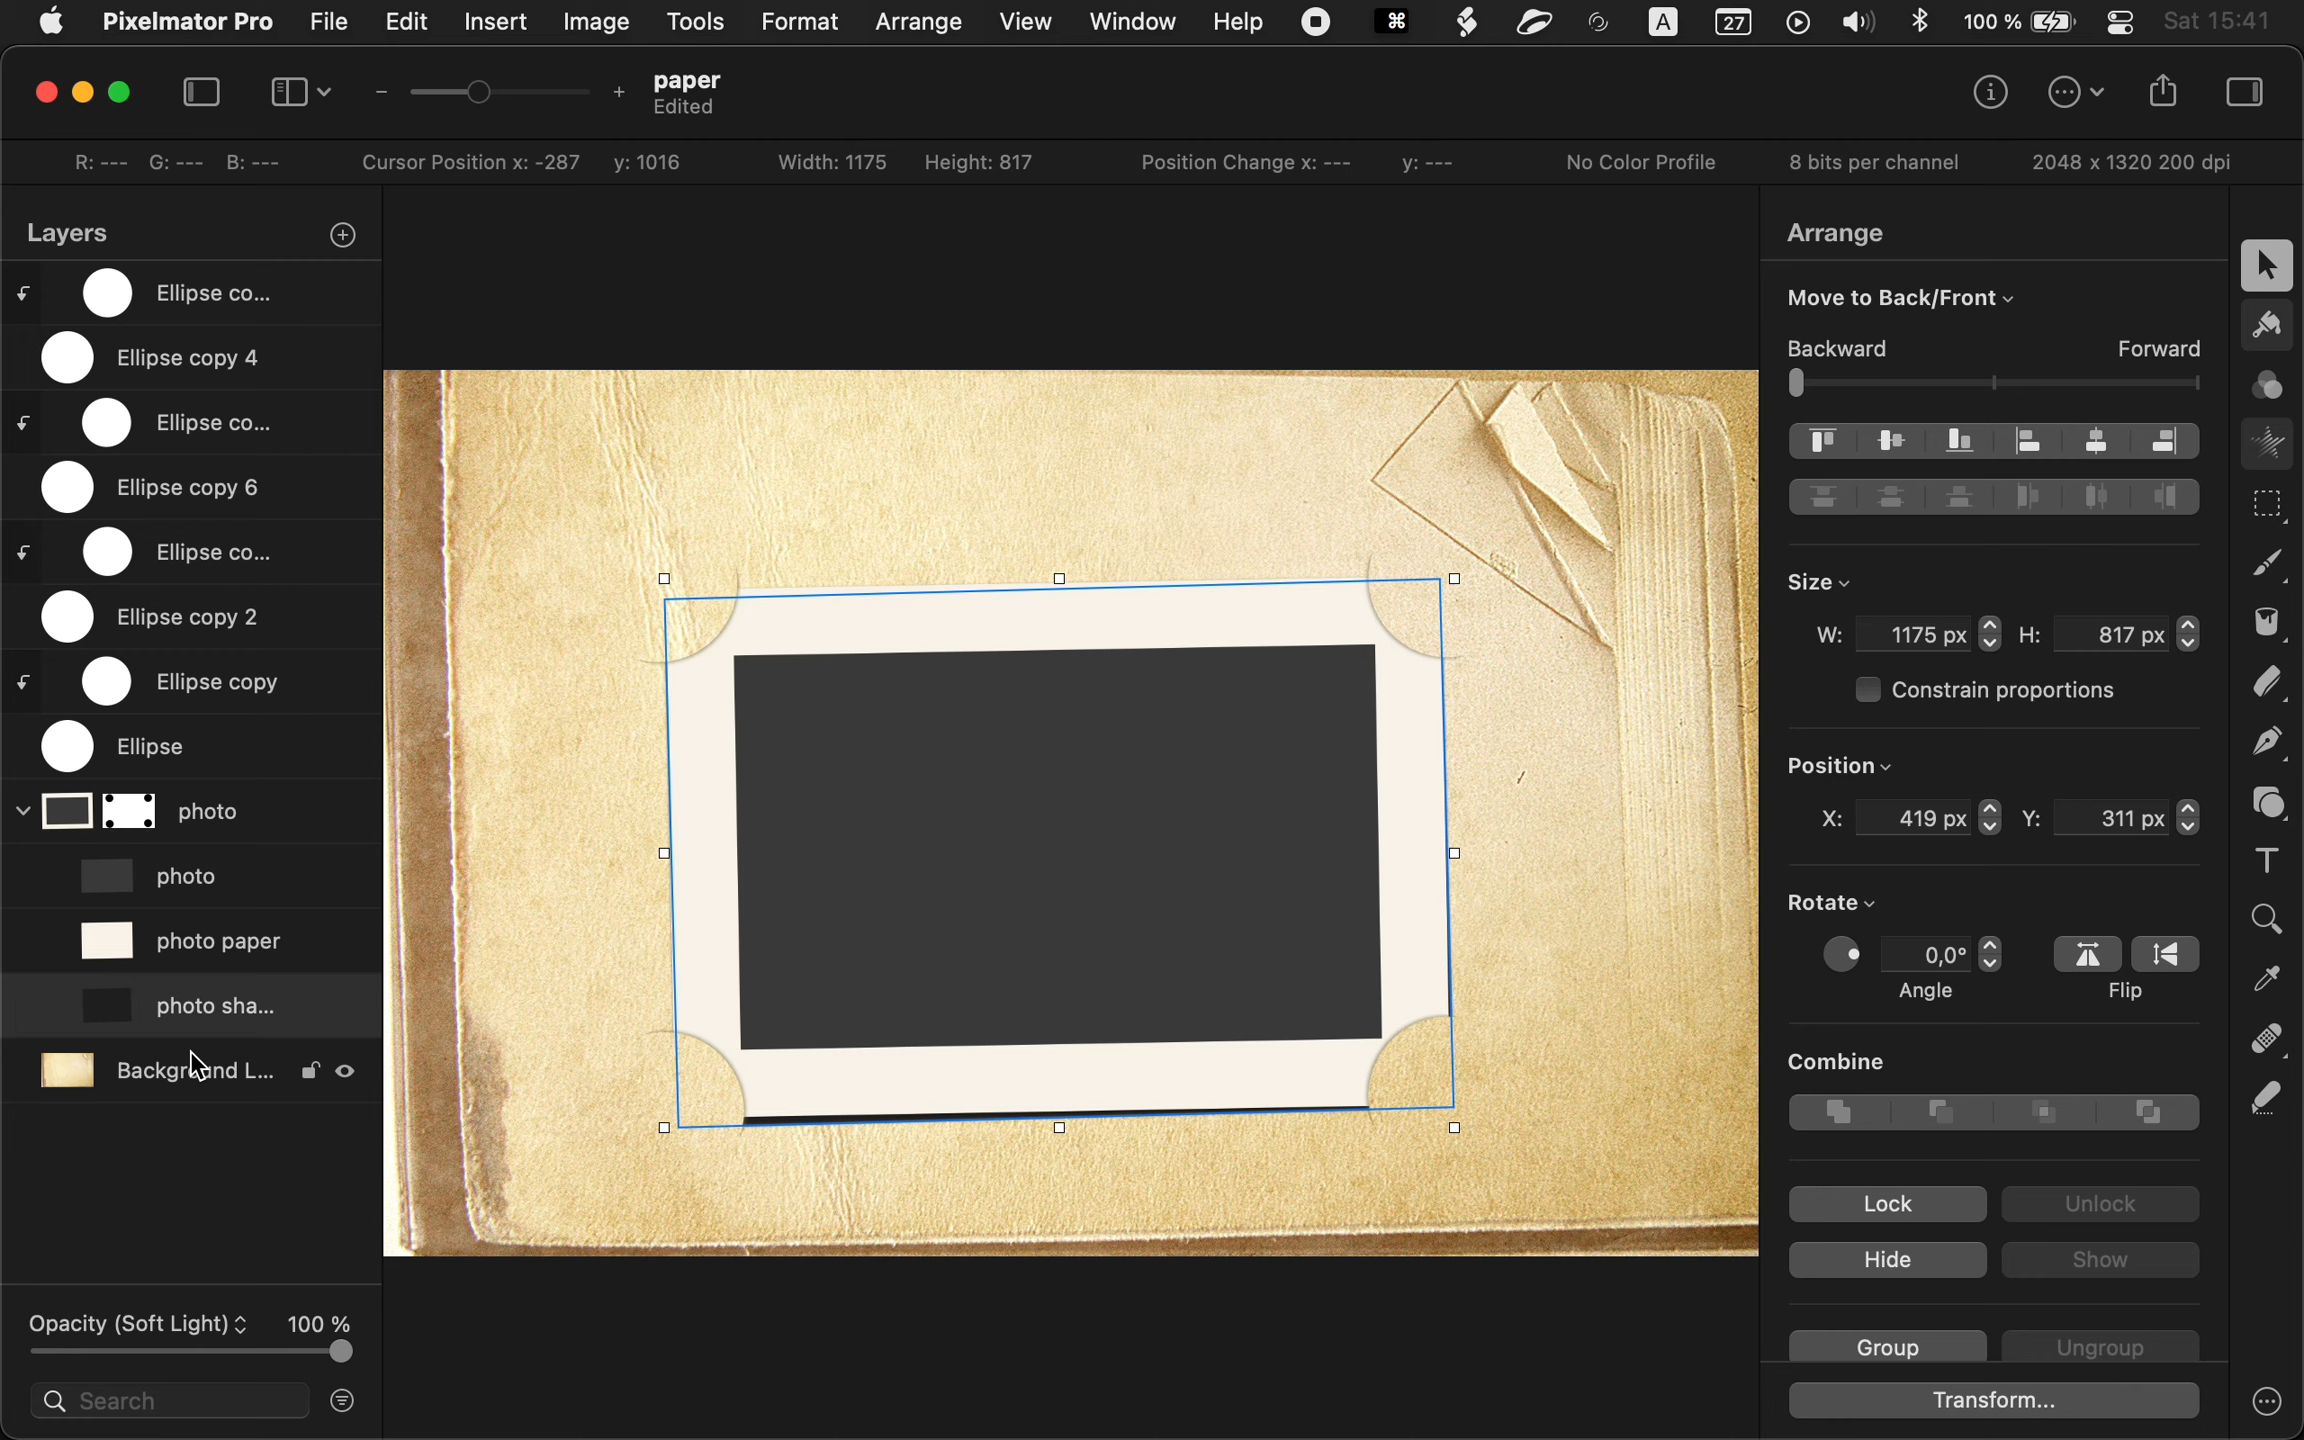 Pixelmator Pro File Edit Insert Image Tools Format Arrange View Window Help ⌘ A 27 100 % Sat 15:41
paper
Edited
R: --- G: --- B: --- Cursor Position x: -287 y: 1016 Width: 1175 Height: 817 Position Change x: --- y: --- No Color Profile 8 bits per channel 2048 x 1320 200 dpi
Layers
Ellipse co...
Ellipse copy 4
Ellipse co...
Ellipse copy 6
Ellipse co...
Ellipse copy 2
Ellipse copy
Ellipse
photo
photo
photo paper
photo sha...
Background L...
Opacity (Soft Light) 100 %
Search
Arrange
Move to Back/Front
Backward Forward
Size
W: 1175 px H: 817 px
Constrain proportions
Position
X: 419 px Y: 311 px
Rotate
0,0°
Angle Flip
Combine
Lock Unlock
Hide Show
Group Ungroup
Transform...